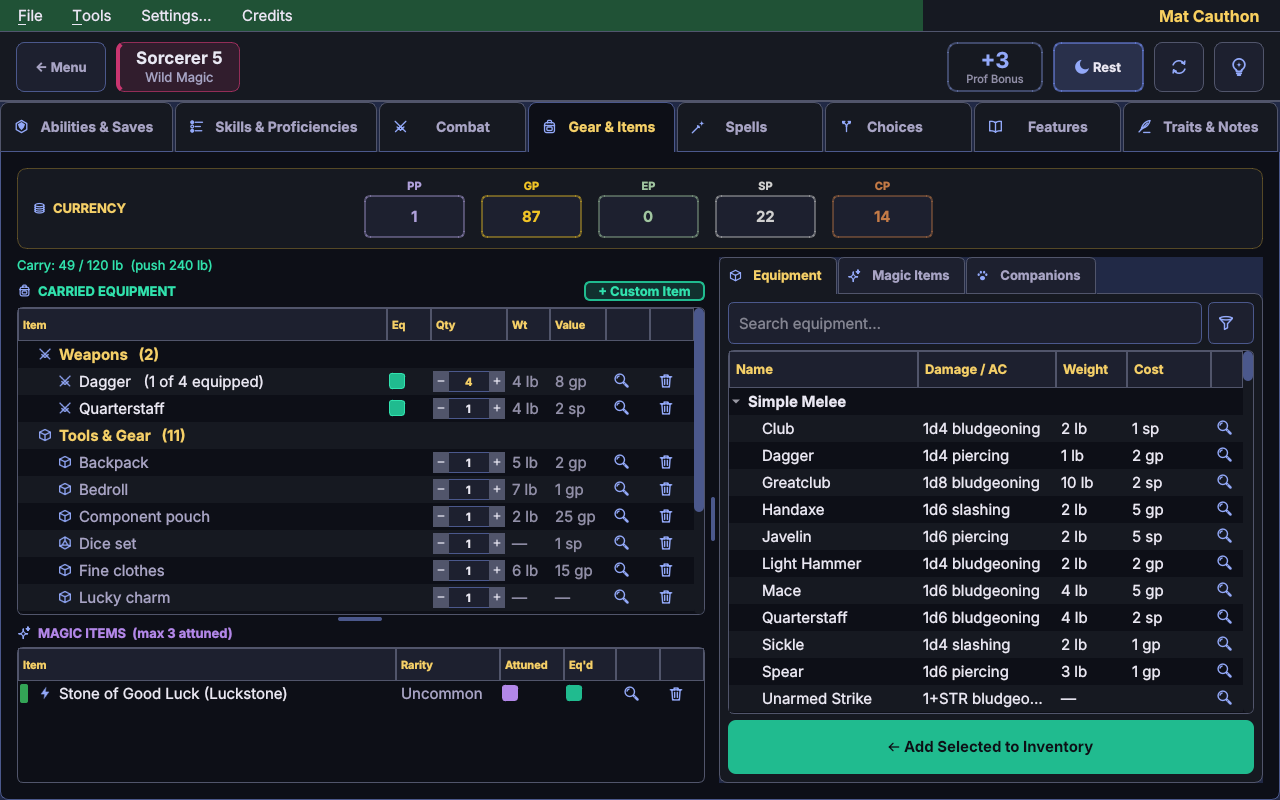 File Tools Settings... Credits Mat Cauthon
← Menu
Sorcerer 5
Wild Magic
+3
Prof Bonus
Rest
Abilities & Saves Skills & Proficiencies Combat Gear & Items Spells Choices Features Traits & Notes
CURRENCY
PP GP EP SP CP
1 87 0 22 14
Carry: 49 / 120 lb (push 240 lb)
CARRIED EQUIPMENT + Custom Item
Item Eq Qty Wt Value
Weapons (2)
Dagger (1 of 4 equipped) − 4 + 4 lb 8 gp
Quarterstaff − 1 + 4 lb 2 sp
Tools & Gear (11)
Backpack − 1 + 5 lb 2 gp
Bedroll − 1 + 7 lb 1 gp
Component pouch − 1 + 2 lb 25 gp
Dice set − 1 + — 1 sp
Fine clothes − 1 + 6 lb 15 gp
Lucky charm − 1 + — —
MAGIC ITEMS (max 3 attuned)
Item Rarity Attuned Eq'd
Stone of Good Luck (Luckstone) Uncommon
Equipment Magic Items Companions
Search equipment...
Name Damage / AC Weight Cost
Simple Melee
Club 1d4 bludgeoning 2 lb 1 sp
Dagger 1d4 piercing 1 lb 2 gp
Greatclub 1d8 bludgeoning 10 lb 2 sp
Handaxe 1d6 slashing 2 lb 5 gp
Javelin 1d6 piercing 2 lb 5 sp
Light Hammer 1d4 bludgeoning 2 lb 2 gp
Mace 1d6 bludgeoning 4 lb 5 gp
Quarterstaff 1d6 bludgeoning 4 lb 2 sp
Sickle 1d4 slashing 2 lb 1 gp
Spear 1d6 piercing 3 lb 1 gp
Unarmed Strike 1+STR bludgeo... —
← Add Selected to Inventory